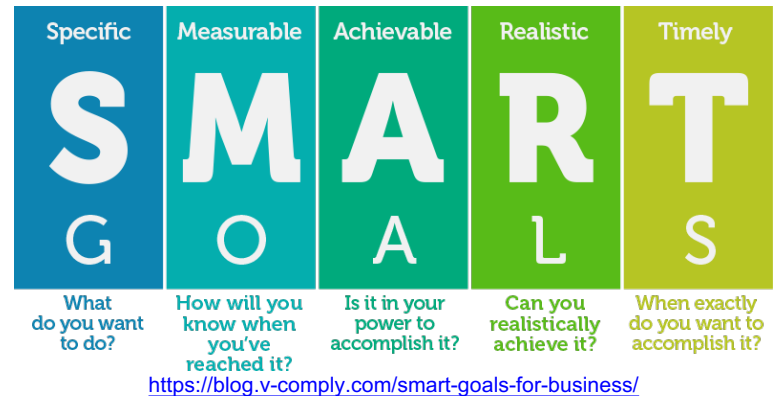 Specific Measurable Achievable Realistic Timely
S M A R T
G O A L S
What
do you want
to do?
How will you
know when
you've
reached it?
Is it in your
power to
accomplish it?
Can you
realistically
achieve it?
When exactly
do you want to
accomplish it?
https://blog.v-comply.com/smart-goals-for-business/